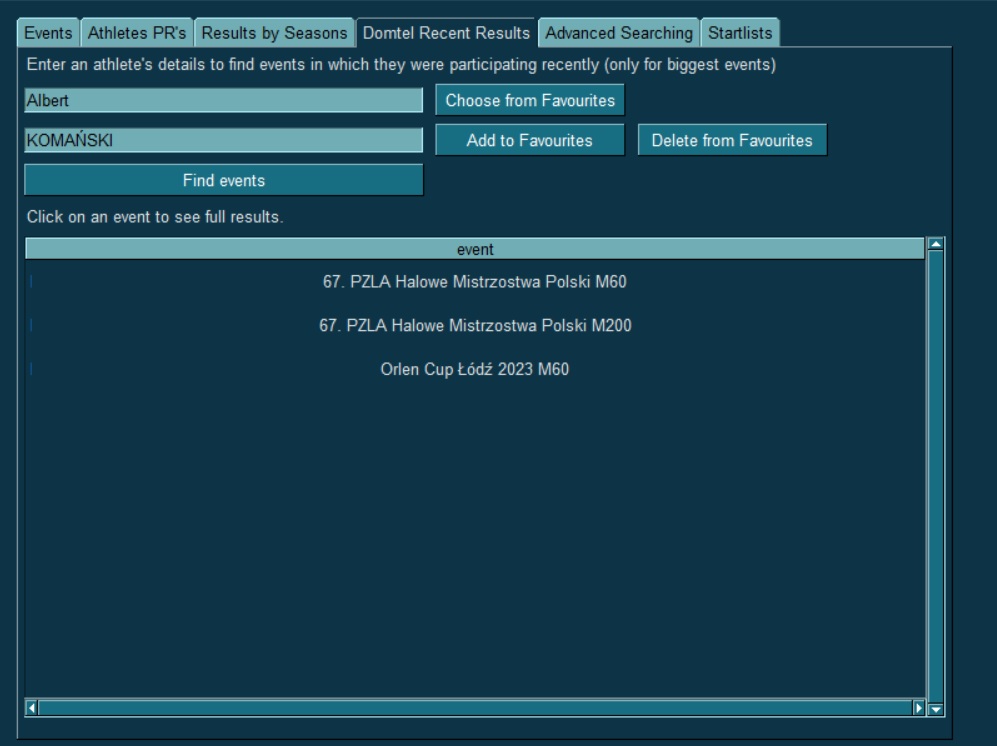 Events Athletes PR's Results by Seasons Domtel Recent Results Advanced Searching Startlists
Enter an athlete's details to find events in which they were participating recently (only for biggest events)
Albert Choose from Favourites
KOMAŃSKI Add to Favourites Delete from Favourites
Find events
Click on an event to see full results.
event
67. PZLA Halowe Mistrzostwa Polski M60
67. PZLA Halowe Mistrzostwa Polski M200
Orlen Cup Łódź 2023 M60